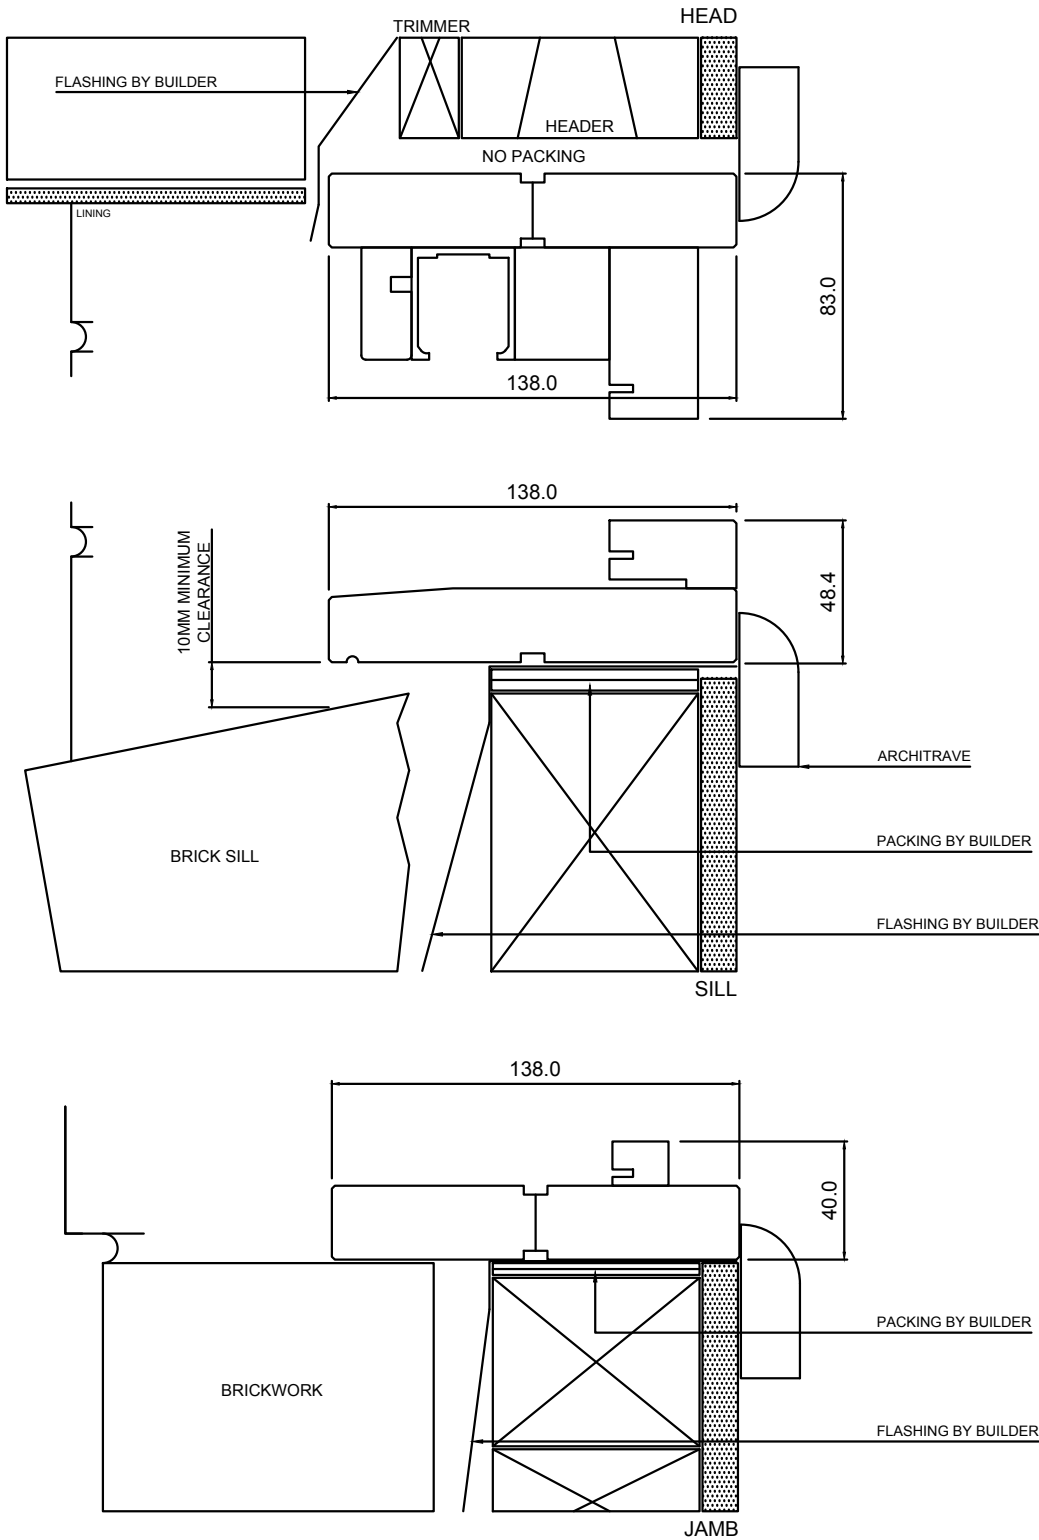 HEAD
TRIMMER
FLASHING BY BUILDER
HEADER
NO PACKING
LINING
83.0
138.0
138.0
10MM MINIMUM
CLEARANCE
48.4
ARCHITRAVE
PACKING BY BUILDER
BRICK SILL
FLASHING BY BUILDER
SILL
138.0
40.0
PACKING BY BUILDER
BRICKWORK
FLASHING BY BUILDER
JAMB